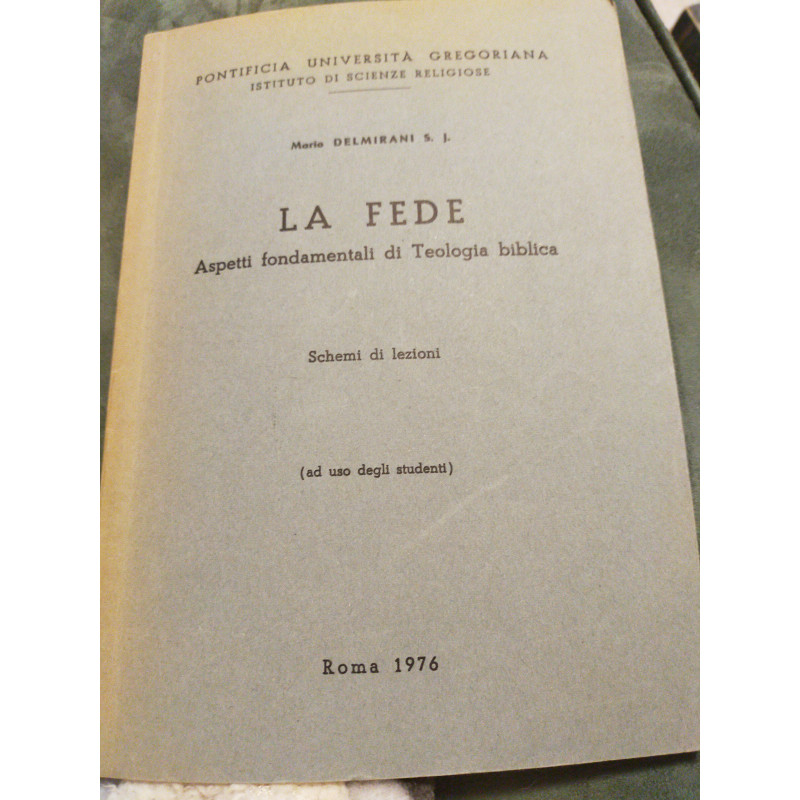 PONTIFICIA UNIVERSITÀ GREGORIANA
ISTITUTO DI SCIENZE RELIGIOSE
Mario DELMIRANI S. J.
LA FEDE
Aspetti fondamentali di Teologia biblica
Schemi di lezioni
(ad uso degli studenti)
Roma 1976